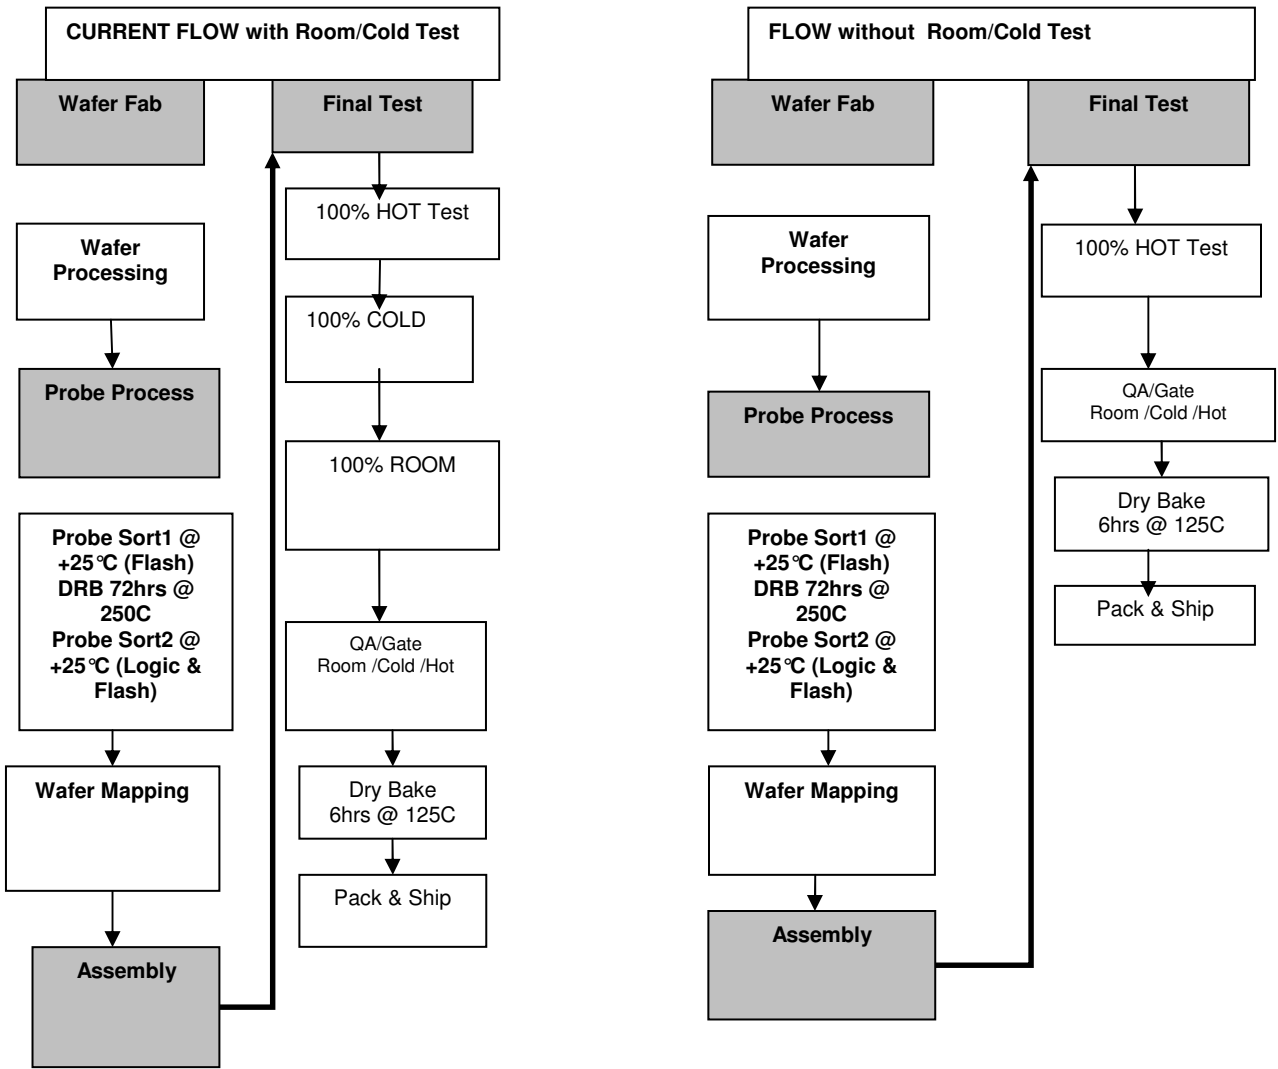 CURRENT FLOW with Room/Cold Test
Wafer Fab
Wafer
Processing
Probe Process
Probe Sort1 @
+25°C (Flash)
DRB 72hrs @
250C
Probe Sort2 @
+25°C (Logic &
Flash)
Wafer Mapping
Assembly
Final Test
100% HOT Test
100% COLD
100% ROOM
QA/Gate
Room /Cold /Hot
Dry Bake
6hrs @ 125C
Pack & Ship
FLOW without  Room/Cold Test
Wafer Fab
Wafer
Processing
Probe Process
Probe Sort1 @
+25°C (Flash)
DRB 72hrs @
250C
Probe Sort2 @
+25°C (Logic &
Flash)
Wafer Mapping
Assembly
Final Test
100% HOT Test
QA/Gate
Room /Cold /Hot
Dry Bake
6hrs @ 125C
Pack & Ship